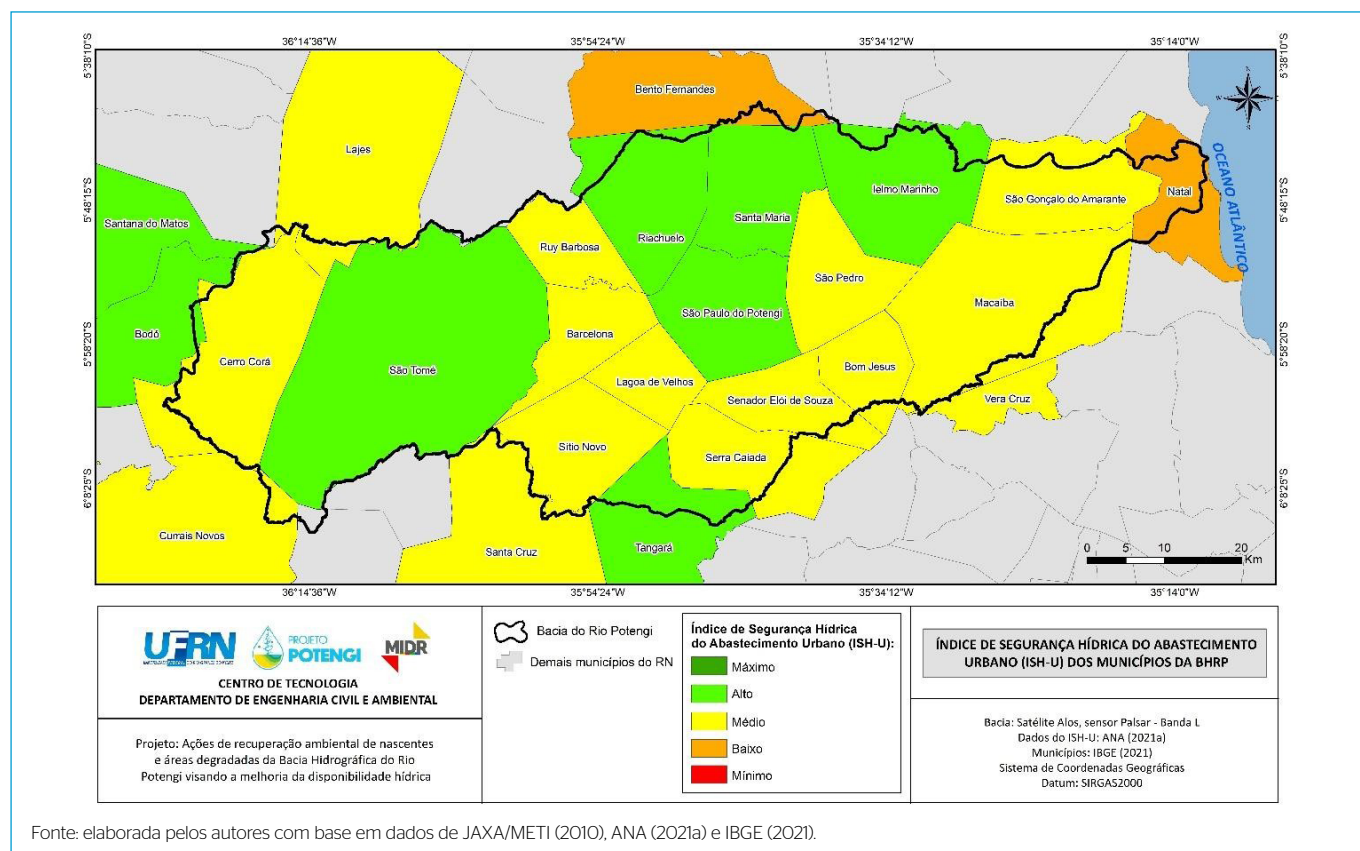 36°14'36"W 35°54'24"W 35°34'12"W 35°14'0"W
5°38'10"S 5°38'10"S
Bento Fernandes
Lajes
OCEANO ATLÂNTICO
5°48'15"S 5°48'15"S
Santana do Matos
Ielmo Marinho
Natal
São Gonçalo do Amarante
Santa Maria
Riachuelo
Ruy Barbosa
São Pedro
Macaíba
São Paulo do Potengi
Bodó
Barcelona
5°58'20"S 5°58'20"S
Cerro Corá
São Tomé
Bom Jesus
Lagoa de Velhos
Senador Elói de Souza
Vera Cruz
Sítio Novo
Serra Caiada
6°8'25"S 6°8'25"S
Currais Novos
Santa Cruz
Tangará
0 5 10 20
Km
36°14'36"W 35°54'24"W 35°34'12"W 35°14'0"W
UFRN
PROJETO
POTENGI
MIDR
CENTRO DE TECNOLOGIA
DEPARTAMENTO DE ENGENHARIA CIVIL E AMBIENTAL
Projeto: Ações de recuperação ambiental de nascentes
e áreas degradadas da Bacia Hidrográfica do Rio
Potengi visando a melhoria da disponibilidade hídrica
Bacia do Rio Potengi
Demais municípios do RN
Índice de Segurança Hídrica
do Abastecimento Urbano (ISH-U):
Máximo
Alto
Médio
Baixo
Mínimo
ÍNDICE DE SEGURANÇA HÍDRICA DO ABASTECIMENTO
URBANO (ISH-U) DOS MUNICÍPIOS DA BHRP
Bacia: Satélite Alos, sensor Palsar - Banda L
Dados do ISH-U: ANA (2021a)
Municípios: IBGE (2021)
Sistema de Coordenadas Geográficas
Datum: SIRGAS2000
Fonte: elaborada pelos autores com base em dados de JAXA/METI (2010), ANA (2021a) e IBGE (2021).